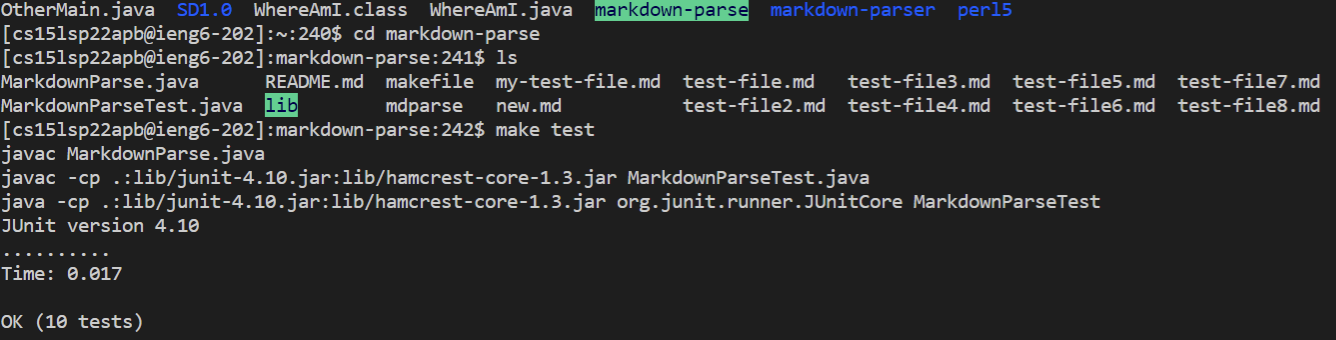 OtherMain.java  SD1.0  WhereAmI.class  WhereAmI.java  markdown-parse  markdown-parser  perl5
[cs15lsp22apb@ieng6-202]:~:240$ cd markdown-parse
[cs15lsp22apb@ieng6-202]:markdown-parse:241$ ls
MarkdownParse.java      README.md  makefile  my-test-file.md  test-file.md   test-file3.md  test-file5.md  test-file7.md
MarkdownParseTest.java  lib        mdparse   new.md           test-file2.md  test-file4.md  test-file6.md  test-file8.md
[cs15lsp22apb@ieng6-202]:markdown-parse:242$ make test
javac MarkdownParse.java
javac -cp .:lib/junit-4.10.jar:lib/hamcrest-core-1.3.jar MarkdownParseTest.java
java -cp .:lib/junit-4.10.jar:lib/hamcrest-core-1.3.jar org.junit.runner.JUnitCore MarkdownParseTest
JUnit version 4.10
..........
Time: 0.017
OK (10 tests)